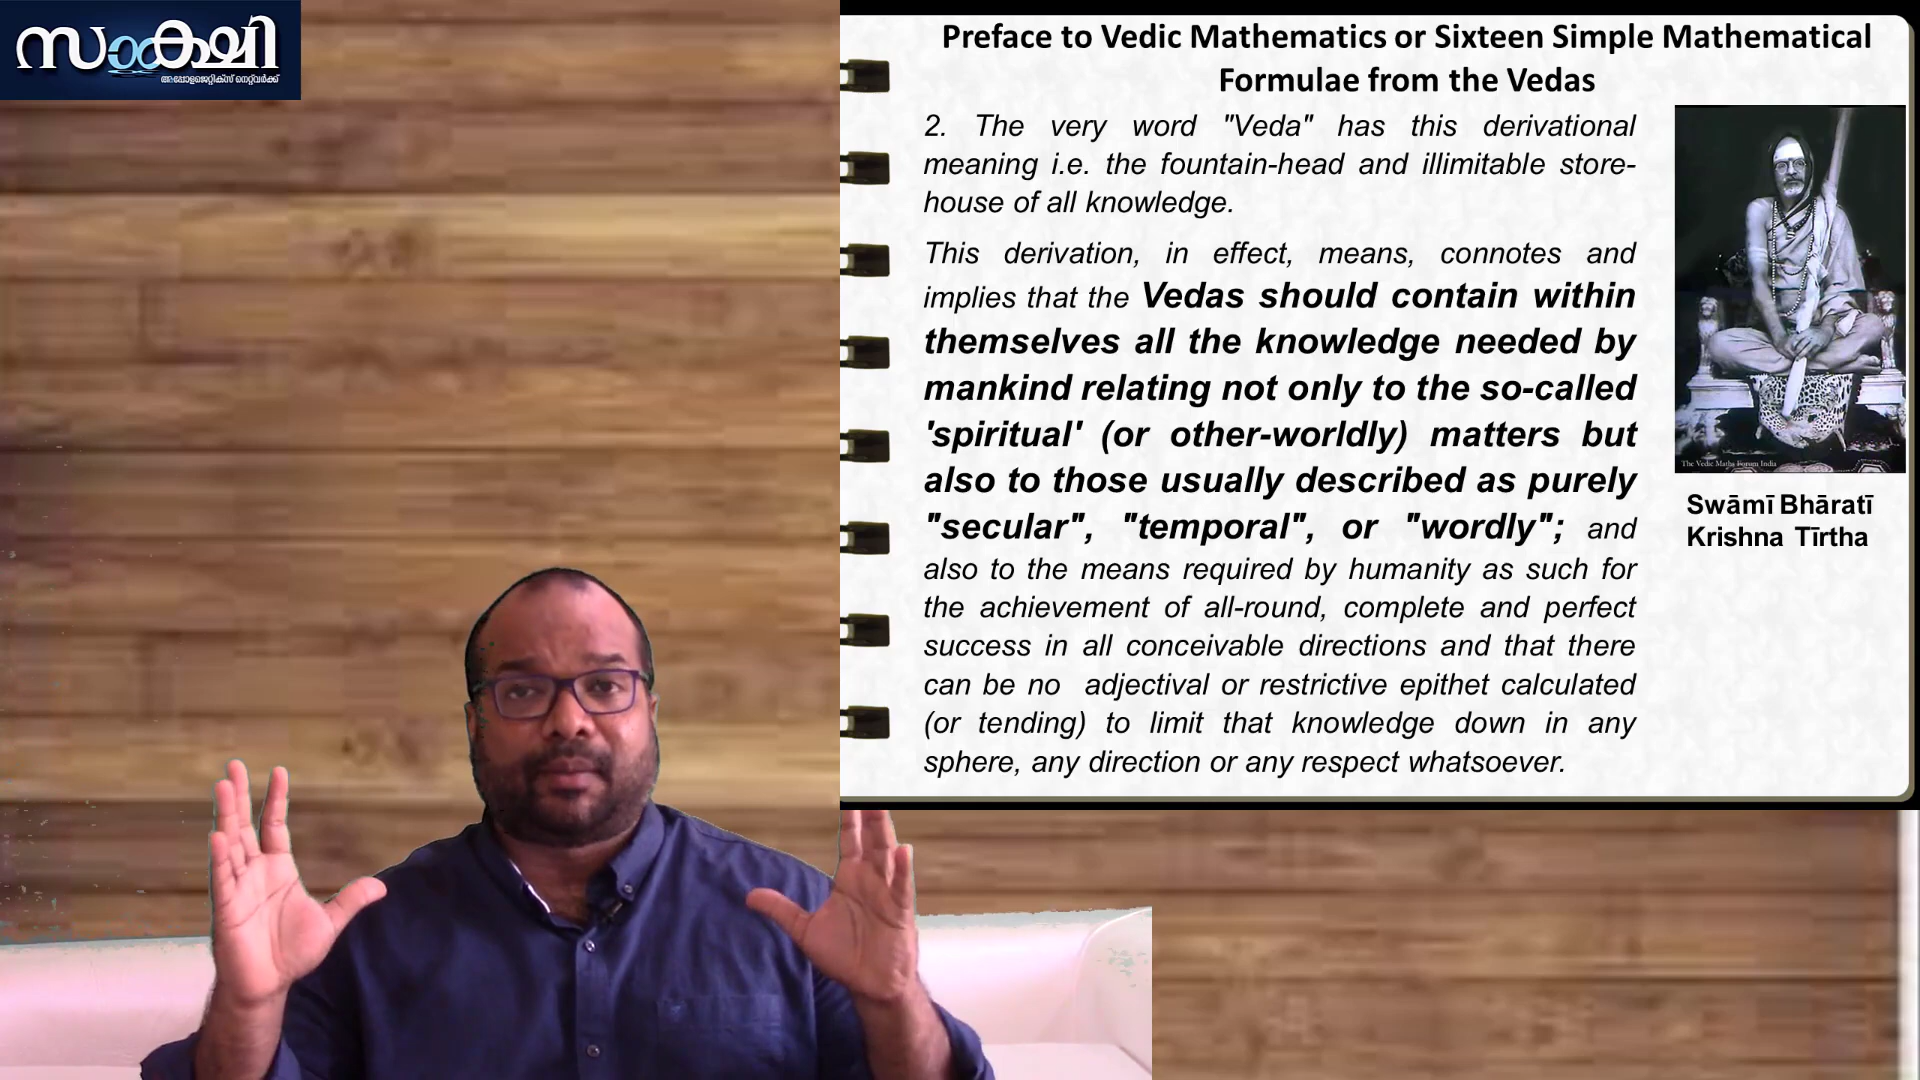 സാക്ഷി
അപ്പോളജെറ്റിക്സ് നെറ്റ്‌വർക്ക്
Preface to Vedic Mathematics or Sixteen Simple Mathematical
Formulae from the Vedas
2. The very word "Veda" has this derivational
meaning i.e. the fountain-head and illimitable store-
house of all knowledge.
This derivation, in effect, means, connotes and
implies that the Vedas should contain within
themselves all the knowledge needed by
mankind relating not only to the so-called
'spiritual' (or other-worldly) matters but
also to those usually described as purely
"secular", "temporal", or "wordly"; and
also to the means required by humanity as such for
the achievement of all-round, complete and perfect
success in all conceivable directions and that there
can be no adjectival or restrictive epithet calculated
(or tending) to limit that knowledge down in any
sphere, any direction or any respect whatsoever.
The Vedic Maths Forum India
Swāmī Bhāratī
Krishna Tīrtha